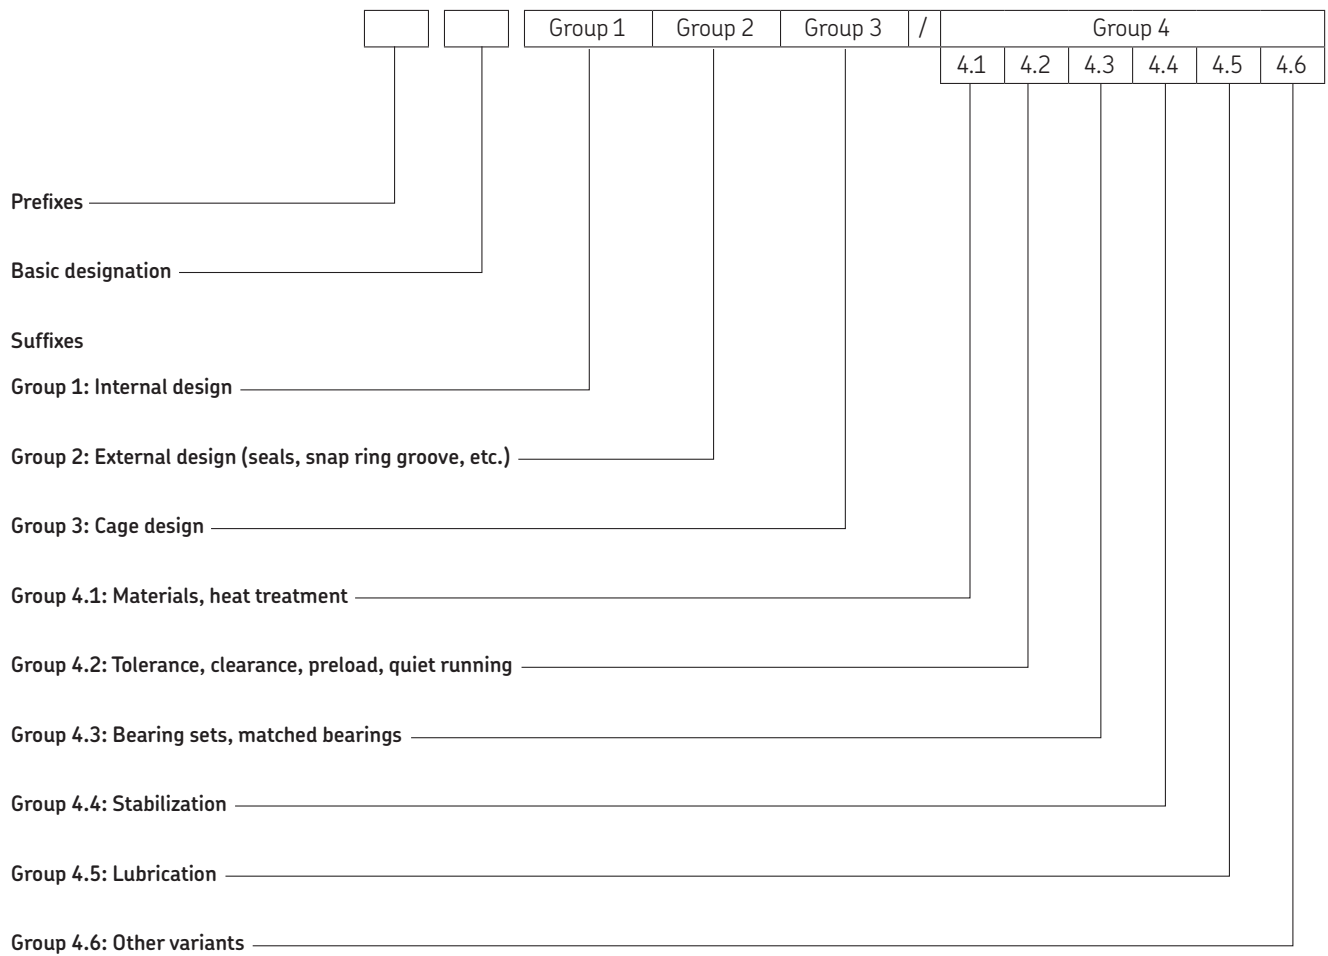 Group 1 Group 2 Group 3 / Group 4
4.1 4.2 4.3 4.4 4.5 4.6
Prefixes
Basic designation
Suffixes
Group 1: Internal design
Group 2: External design (seals, snap ring groove, etc.)
Group 3: Cage design
Group 4.1: Materials, heat treatment
Group 4.2: Tolerance, clearance, preload, quiet running
Group 4.3: Bearing sets, matched bearings
Group 4.4: Stabilization
Group 4.5: Lubrication
Group 4.6: Other variants